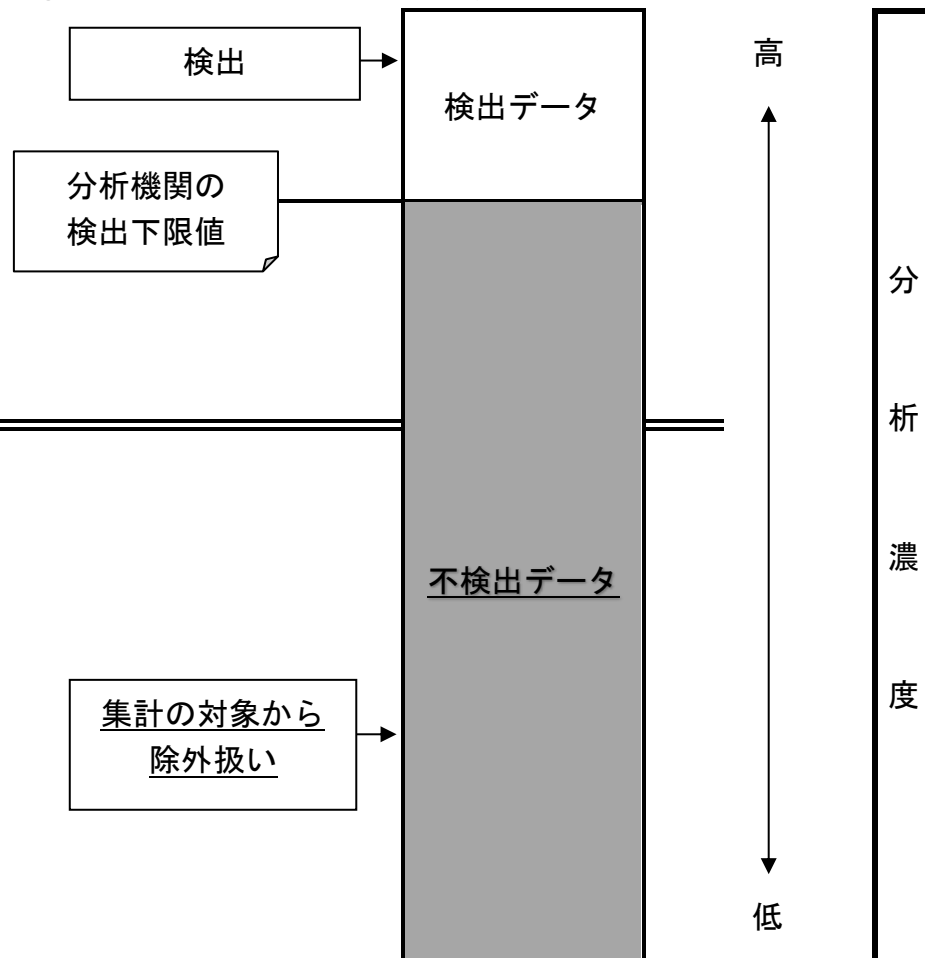 検出
検出データ
高
分析機関の
検出下限値
不検出データ
集計の対象から
除外扱い
低
分析濃度